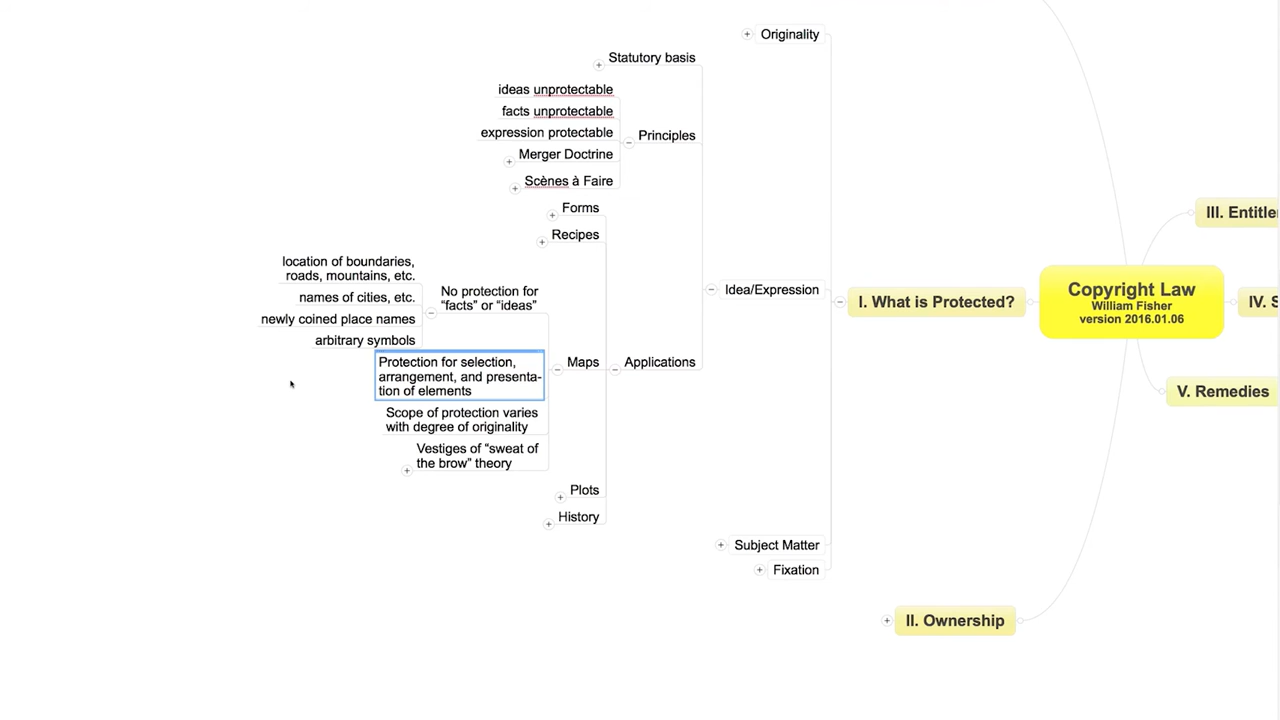 Originality
Statutory basis
ideas unprotectable
facts unprotectable
expression protectable
Principles
Merger Doctrine
Scènes à Faire
Forms
Recipes
location of boundaries,
roads, mountains, etc.
names of cities, etc.
newly coined place names
arbitrary symbols
No protection for
“facts” or “ideas”
Protection for selection,
arrangement, and presenta-
tion of elements
Scope of protection varies
with degree of originality
Vestiges of “sweat of
the brow” theory
Maps
Applications
Plots
History
Idea/Expression
I. What is Protected?
Subject Matter
Fixation
II. Ownership
Copyright Law
William Fisher
version 2016.01.06
III. Entitle
IV. S
V. Remedies